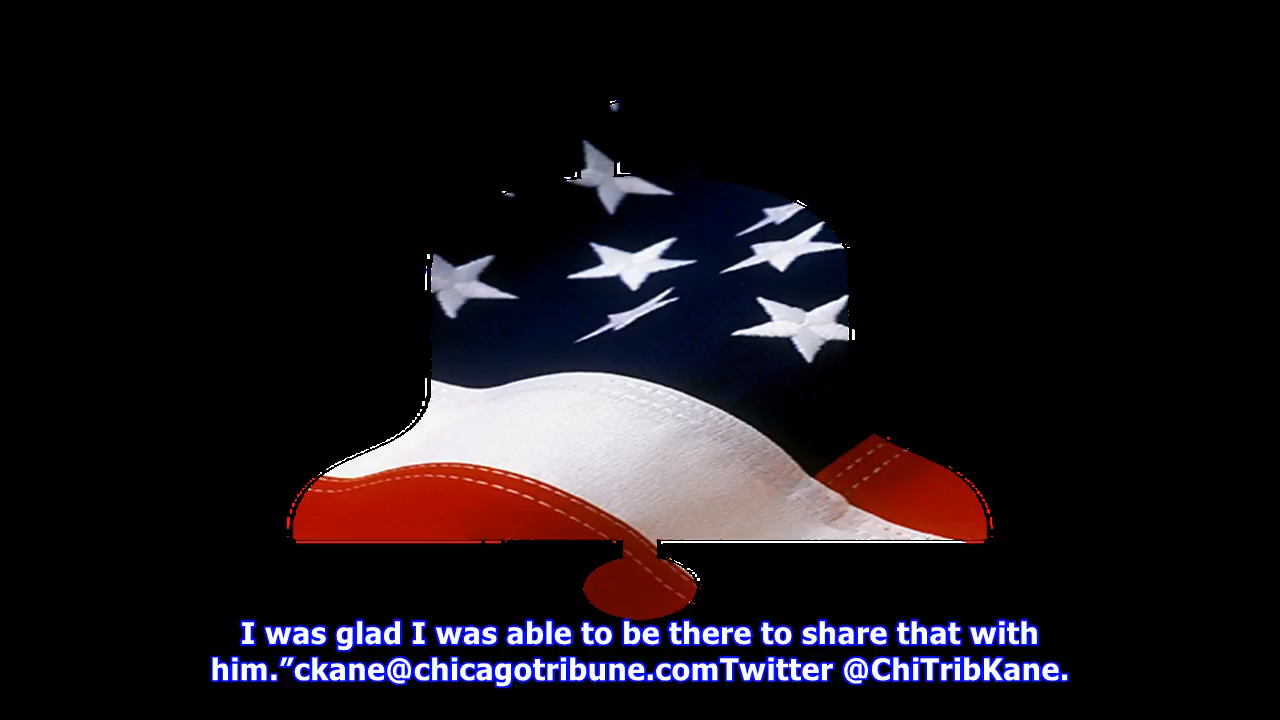 I was glad I was able to be there to share that with
him.”ckane@chicagotribune.comTwitter @ChiTribKane.